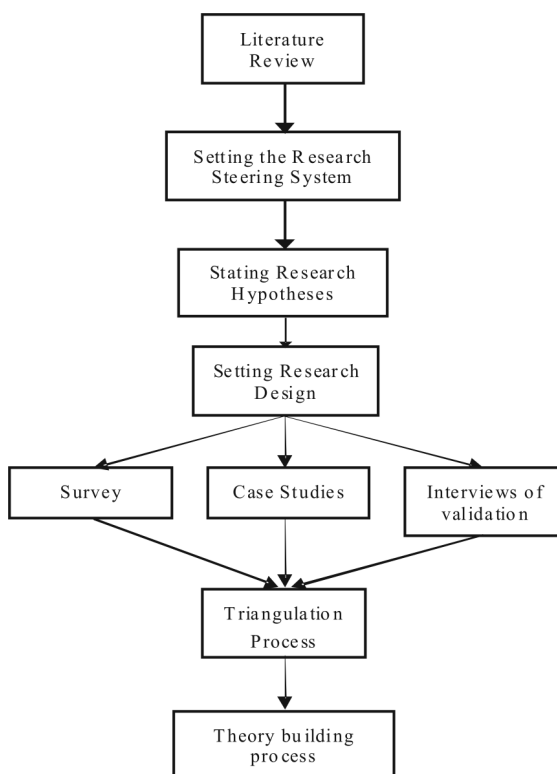 Literature
Review
Setting the Research
Steering System
Stating Research
Hypotheses
Setting Research
Design
Survey
Case Studies
Interviews of
validation
Triangulation
Process
Theory building
process